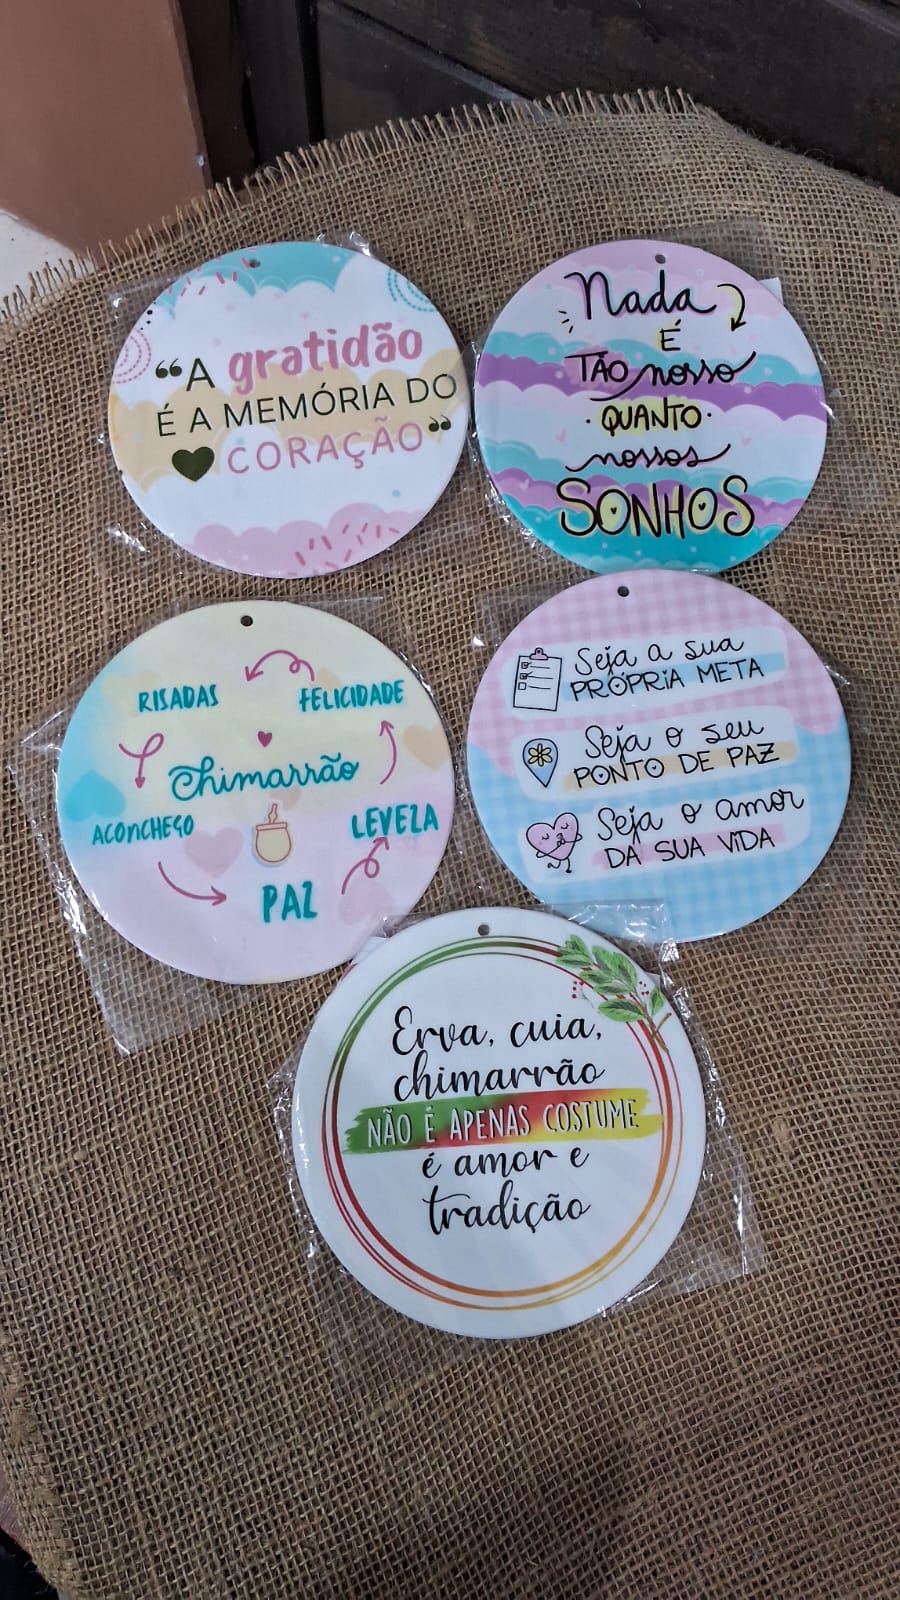 “A gratidão
É A MEMÓRIA DO
CORAÇÃO”
Nada
É
TÃO nosso
QUANTO
nossos
SONHOS
RISADAS
FELICIDADE
Chimarrão
ACONCHEGO
LEVEZA
PAZ
Seja a sua
PRÓPRIA META
Seja o seu
PONTO DE PAZ
Seja o amor
DA SUA VIDA
Erva, cuia,
chimarrão
NÃO É APENAS COSTUME
é amor e
tradição